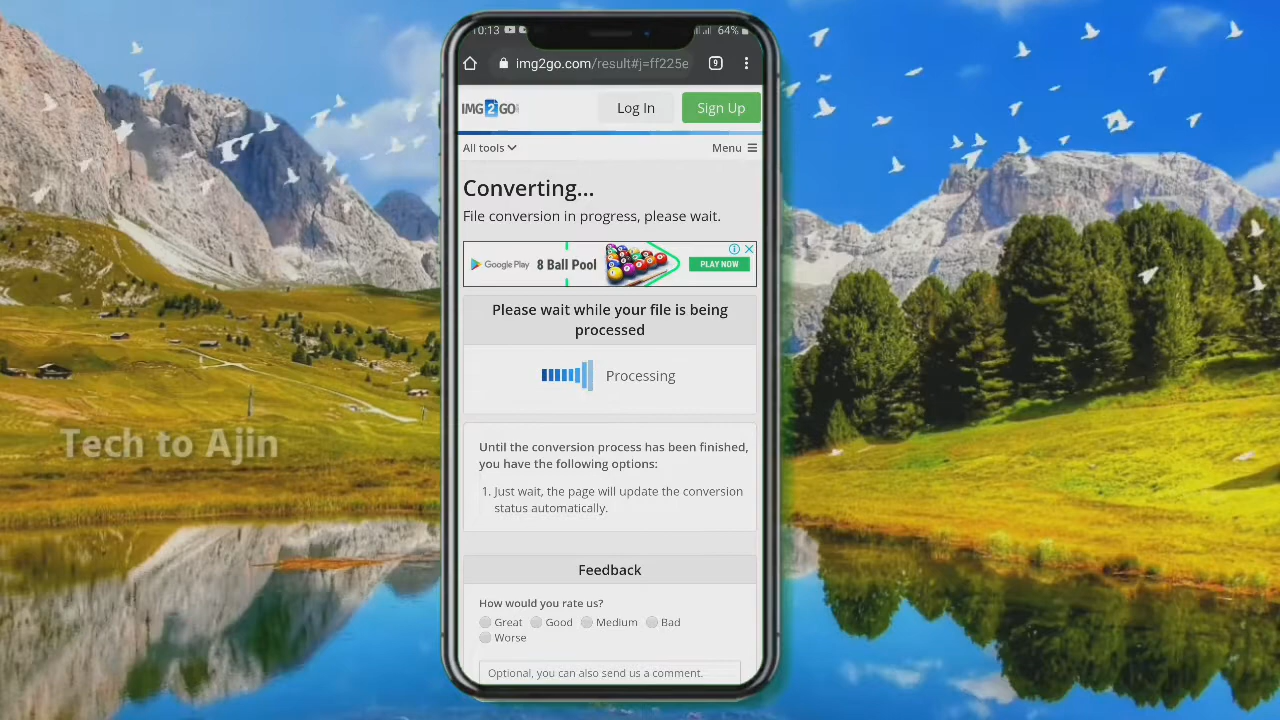 10:13
64%
img2go.com/result#j=ff225e
9
IMG2GO
Log In
Sign Up
All tools
Menu
Converting...
File conversion in progress, please wait.
Google Play
8 Ball Pool
PLAY NOW
Please wait while your file is being
processed
Processing
Until the conversion process has been finished,
you have the following options:
1. Just wait, the page will update the conversion
status automatically.
Feedback
How would you rate us?
Great Good Medium Bad
Worse
Optional, you can also send us a comment.
Tech to Ajin